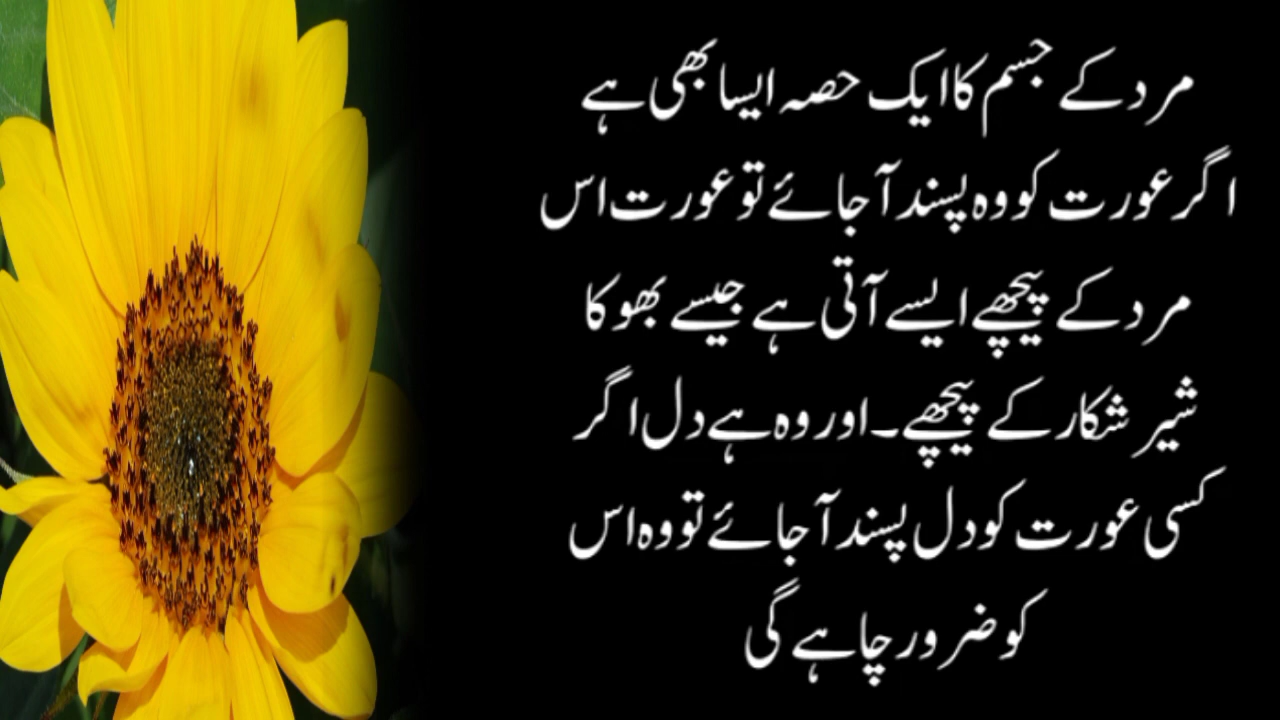 مرد کے جسم کا ایک حصہ ایسا بھی ہے
اگر عورت کو وہ پسند آ جائے تو عورت اس
مرد کے پیچھے ایسے آتی ہے جیسے بھوکا
شیر شکار کے پیچھے۔ اور وہ ہے دل اگر
کسی عورت کو دل پسند آ جائے تو وہ اس
کو ضرور چاہے گی